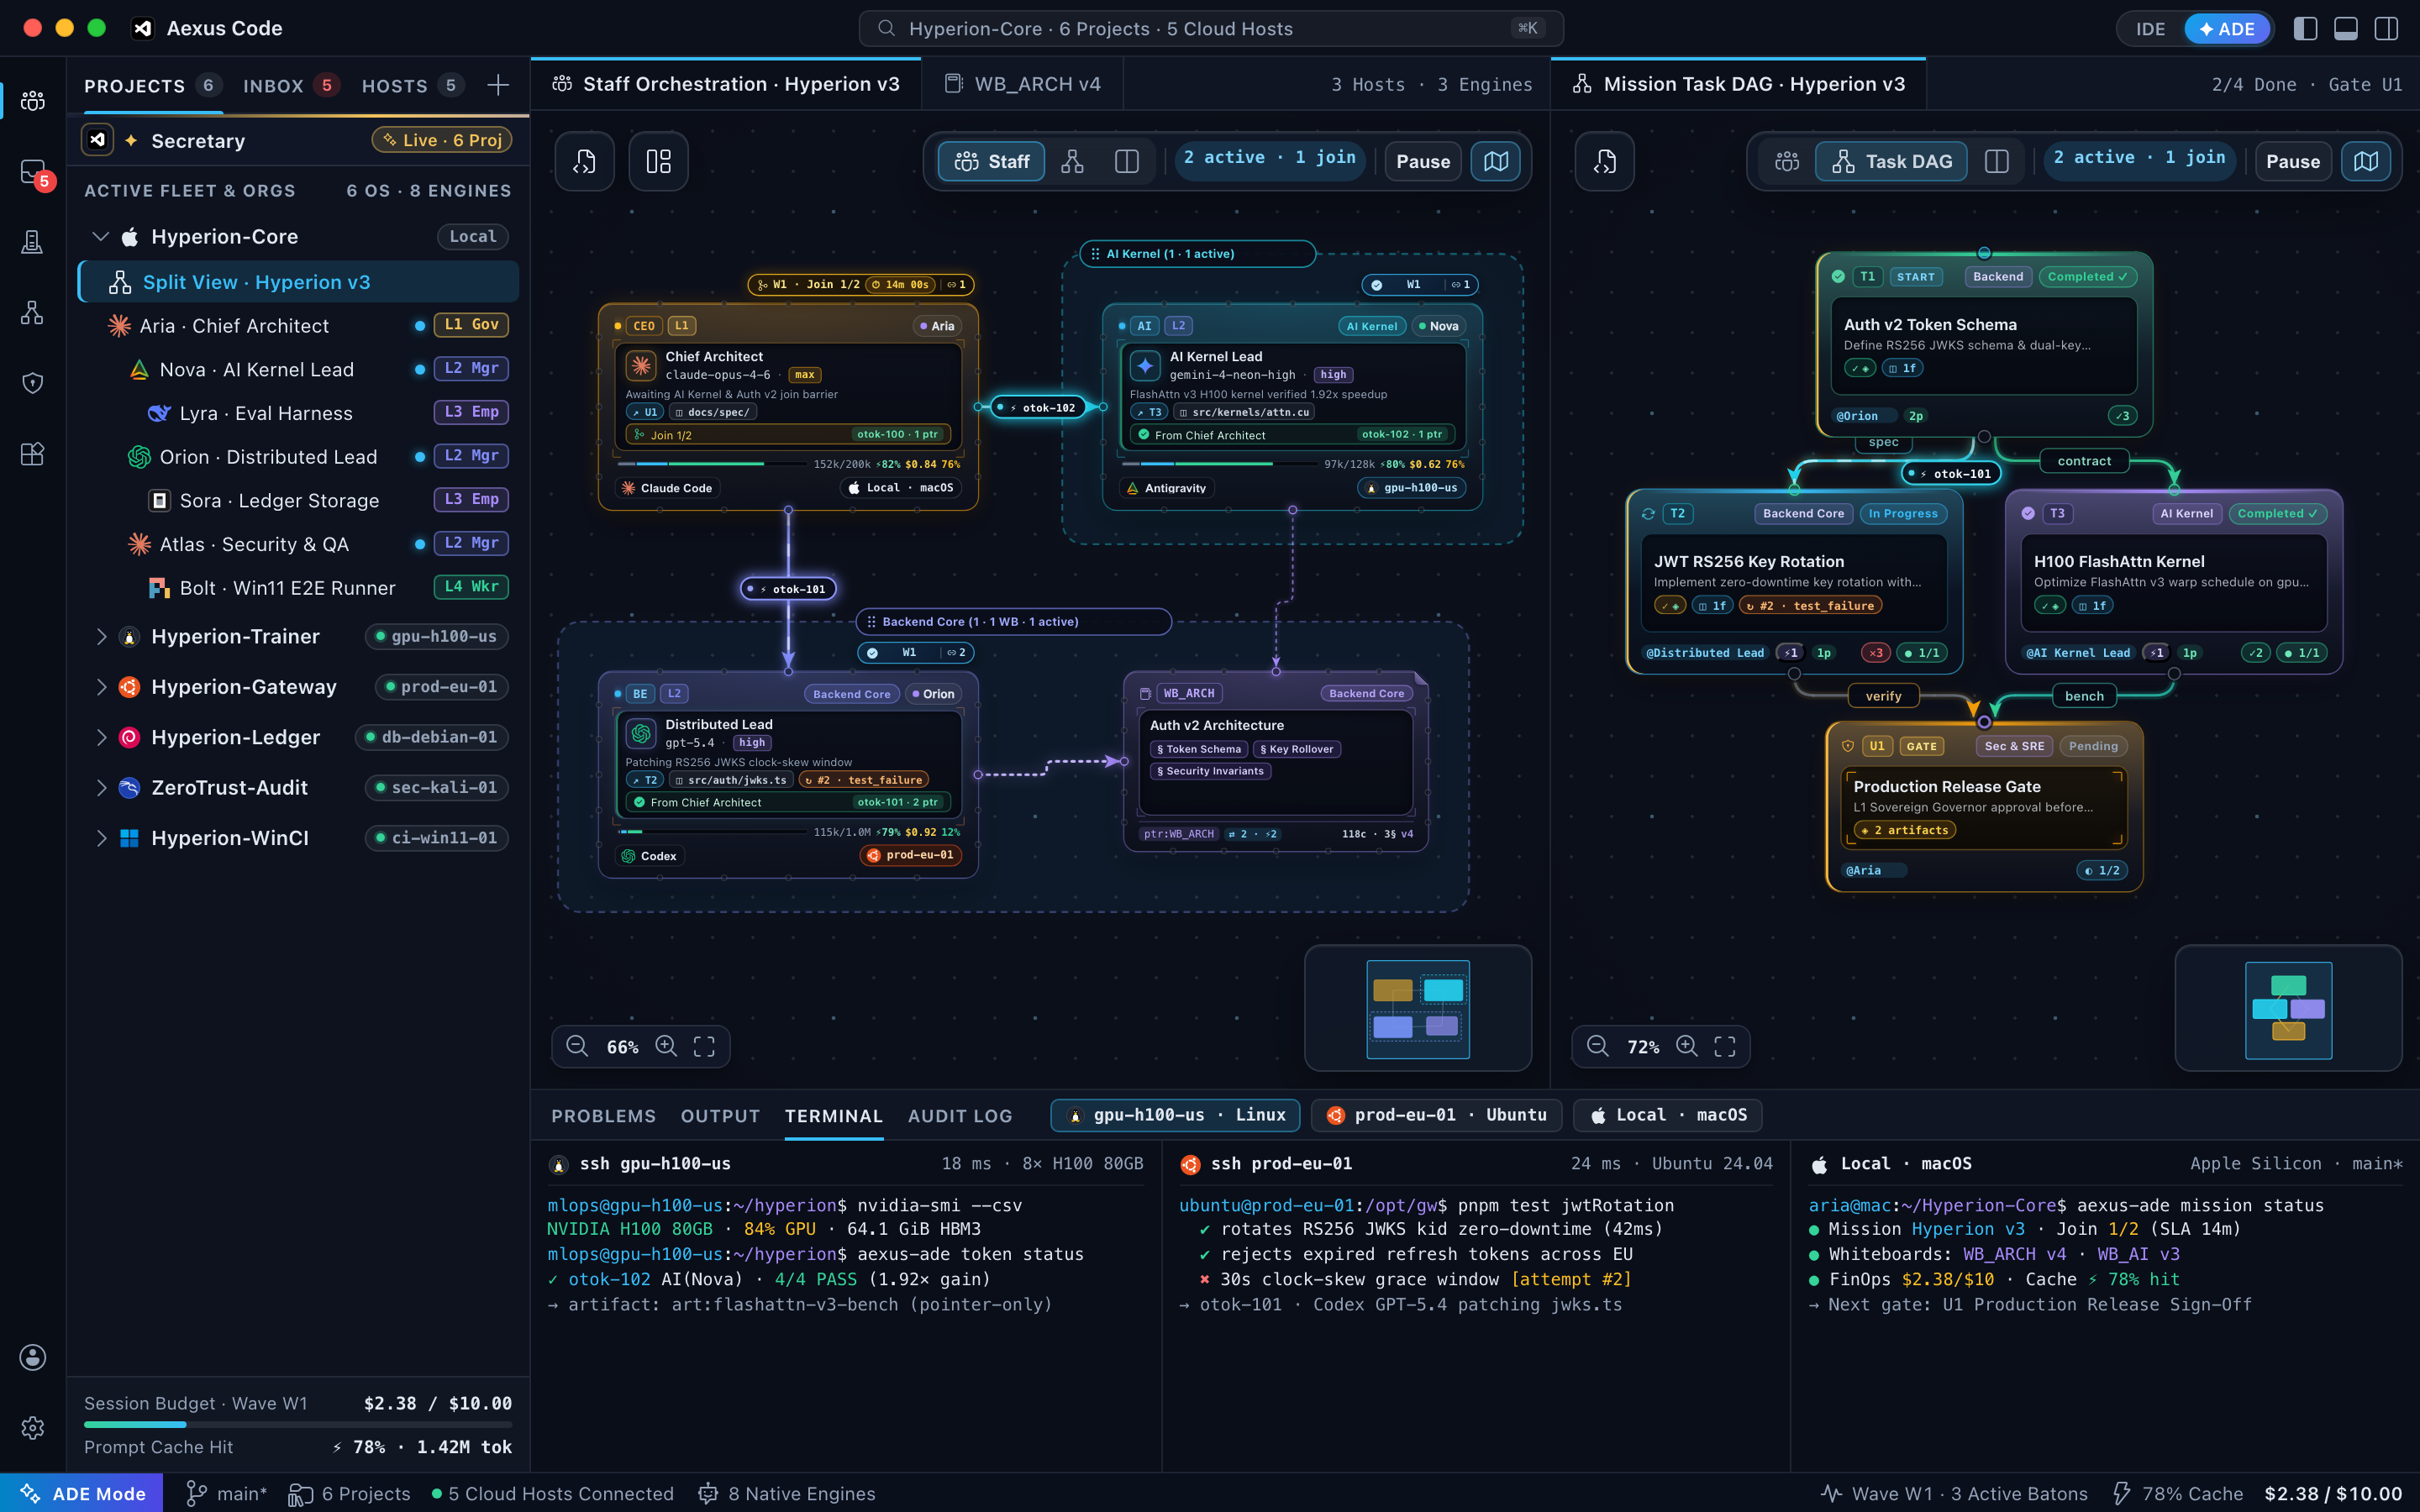 Aexus Code
Hyperion-Core · 6 Projects · 5 Cloud Hosts
⌘K
IDE
✦ ADE
PROJECTS 6
INBOX 5
HOSTS 5
Secretary
Live · 6 Proj
ACTIVE FLEET & ORGS
6 OS · 8 ENGINES
Hyperion-Core
Local
Split View · Hyperion v3
Aria · Chief Architect
L1 Gov
Nova · AI Kernel Lead
L2 Mgr
Lyra · Eval Harness
L3 Emp
Orion · Distributed Lead
L2 Mgr
Sora · Ledger Storage
L3 Emp
Atlas · Security & QA
L2 Mgr
Bolt · Win11 E2E Runner
L4 Wkr
Hyperion-Trainer
gpu-h100-us
Hyperion-Gateway
prod-eu-01
Hyperion-Ledger
db-debian-01
ZeroTrust-Audit
sec-kali-01
Hyperion-WinCI
ci-win11-01
5
Session Budget · Wave W1
$2.38 / $10.00
Prompt Cache Hit
⚡ 78% · 1.42M tok
Staff Orchestration · Hyperion v3
WB_ARCH v4
3 Hosts · 3 Engines
Staff
2 active · 1 join
Pause
AI Kernel (1 · 1 active)
W1 · Join 1/2
14m 00s
1
CEO
L1
Aria
Chief Architect
claude-opus-4-6 · max
Awaiting AI Kernel & Auth v2 join barrier
↗ U1
docs/spec/
Join 1/2
otok-100 · 1 ptr
152k/200k ⚡82% $0.84 76%
Claude Code
Local · macOS
⚡ otok-102
W1
1
AI
L2
AI Kernel
Nova
AI Kernel Lead
gemini-4-neon-high · high
FlashAttn v3 H100 kernel verified 1.92x speedup
↗ T3
src/kernels/attn.cu
From Chief Architect
otok-102 · 1 ptr
97k/128k ⚡80% $0.62 76%
Antigravity
gpu-h100-us
⚡ otok-101
Backend Core (1 · 1 WB · 1 active)
W1
2
BE
L2
Backend Core
Orion
Distributed Lead
gpt-5.4 · high
Patching RS256 JWKS clock-skew window
↗ T2
src/auth/jwks.ts
↻ #2 · test_failure
From Chief Architect
otok-101 · 2 ptr
115k/1.0M ⚡79% $0.92 12%
Codex
prod-eu-01
WB_ARCH
Backend Core
Auth v2 Architecture
§ Token Schema
§ Key Rollover
§ Security Invariants
ptr:WB_ARCH
⇄ 2 · ⚡2
118c · 3§ v4
66%
Mission Task DAG · Hyperion v3
2/4 Done · Gate U1
Task DAG
2 active · 1 join
Pause
T1
START
Backend
Completed ✓
Auth v2 Token Schema
Define RS256 JWKS schema & dual-key…
✓◈
1f
@Orion
2p
✓3
spec
⚡ otok-101
contract
T2
Backend Core
In Progress
JWT RS256 Key Rotation
Implement zero-downtime key rotation with…
✓◈
1f
↻ #2 · test_failure
@Distributed Lead
⚡1
1p
×3
● 1/1
T3
AI Kernel
Completed ✓
H100 FlashAttn Kernel
Optimize FlashAttn v3 warp schedule on gpu…
✓◈
1f
@AI Kernel Lead
⚡1
1p
✓2
● 1/1
verify
bench
U1
GATE
Sec & SRE
Pending
Production Release Gate
L1 Sovereign Governor approval before…
◈ 2 artifacts
@Aria
◐ 1/2
72%
PROBLEMS
OUTPUT
TERMINAL
AUDIT LOG
gpu-h100-us · Linux
prod-eu-01 · Ubuntu
Local · macOS
ssh gpu-h100-us
18 ms · 8× H100 80GB
mlops@gpu-h100-us:~/hyperion$ nvidia-smi --csv
NVIDIA H100 80GB · 84% GPU · 64.1 GiB HBM3
mlops@gpu-h100-us:~/hyperion$ aexus-ade token status
✓ otok-102 AI(Nova) · 4/4 PASS (1.92× gain)
→ artifact: art:flashattn-v3-bench (pointer-only)
ssh prod-eu-01
24 ms · Ubuntu 24.04
ubuntu@prod-eu-01:/opt/gw$ pnpm test jwtRotation
✔ rotates RS256 JWKS kid zero-downtime (42ms)
✔ rejects expired refresh tokens across EU
✖ 30s clock-skew grace window [attempt #2]
→ otok-101 · Codex GPT-5.4 patching jwks.ts
Local · macOS
Apple Silicon · main*
aria@mac:~/Hyperion-Core$ aexus-ade mission status
● Mission Hyperion v3 · Join 1/2 (SLA 14m)
● Whiteboards: WB_ARCH v4 · WB_AI v3
● FinOps $2.38/$10 · Cache ⚡ 78% hit
→ Next gate: U1 Production Release Sign-Off
ADE Mode
main*
6 Projects
5 Cloud Hosts Connected
8 Native Engines
Wave W1 · 3 Active Batons
78% Cache
$2.38 / $10.00